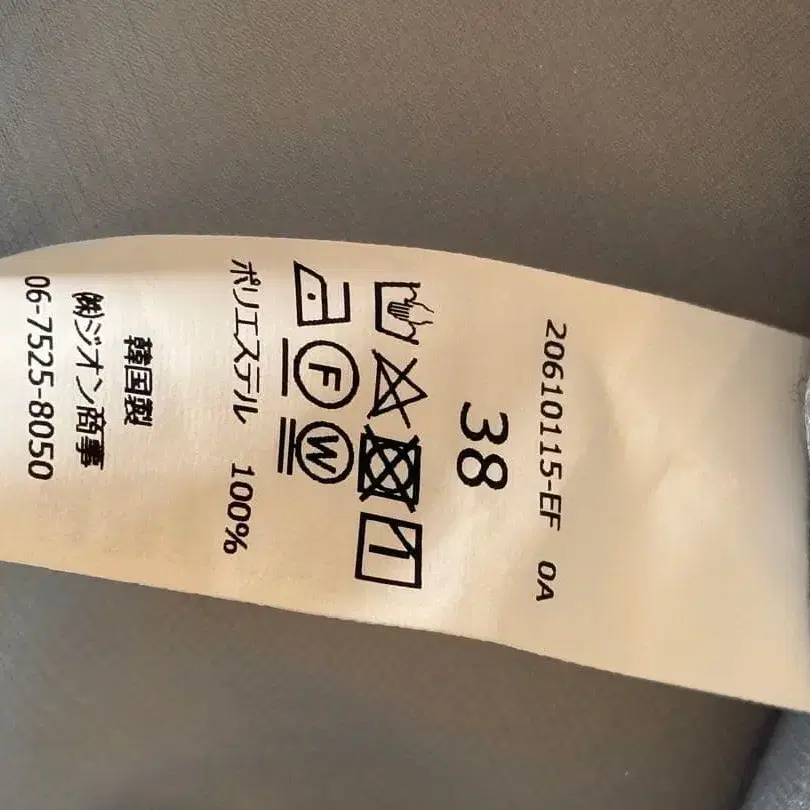 20610115-EF 0A
38
F
W
ポリエステル 100%
韓国製
㈱ジオン商事
06-7525-8050